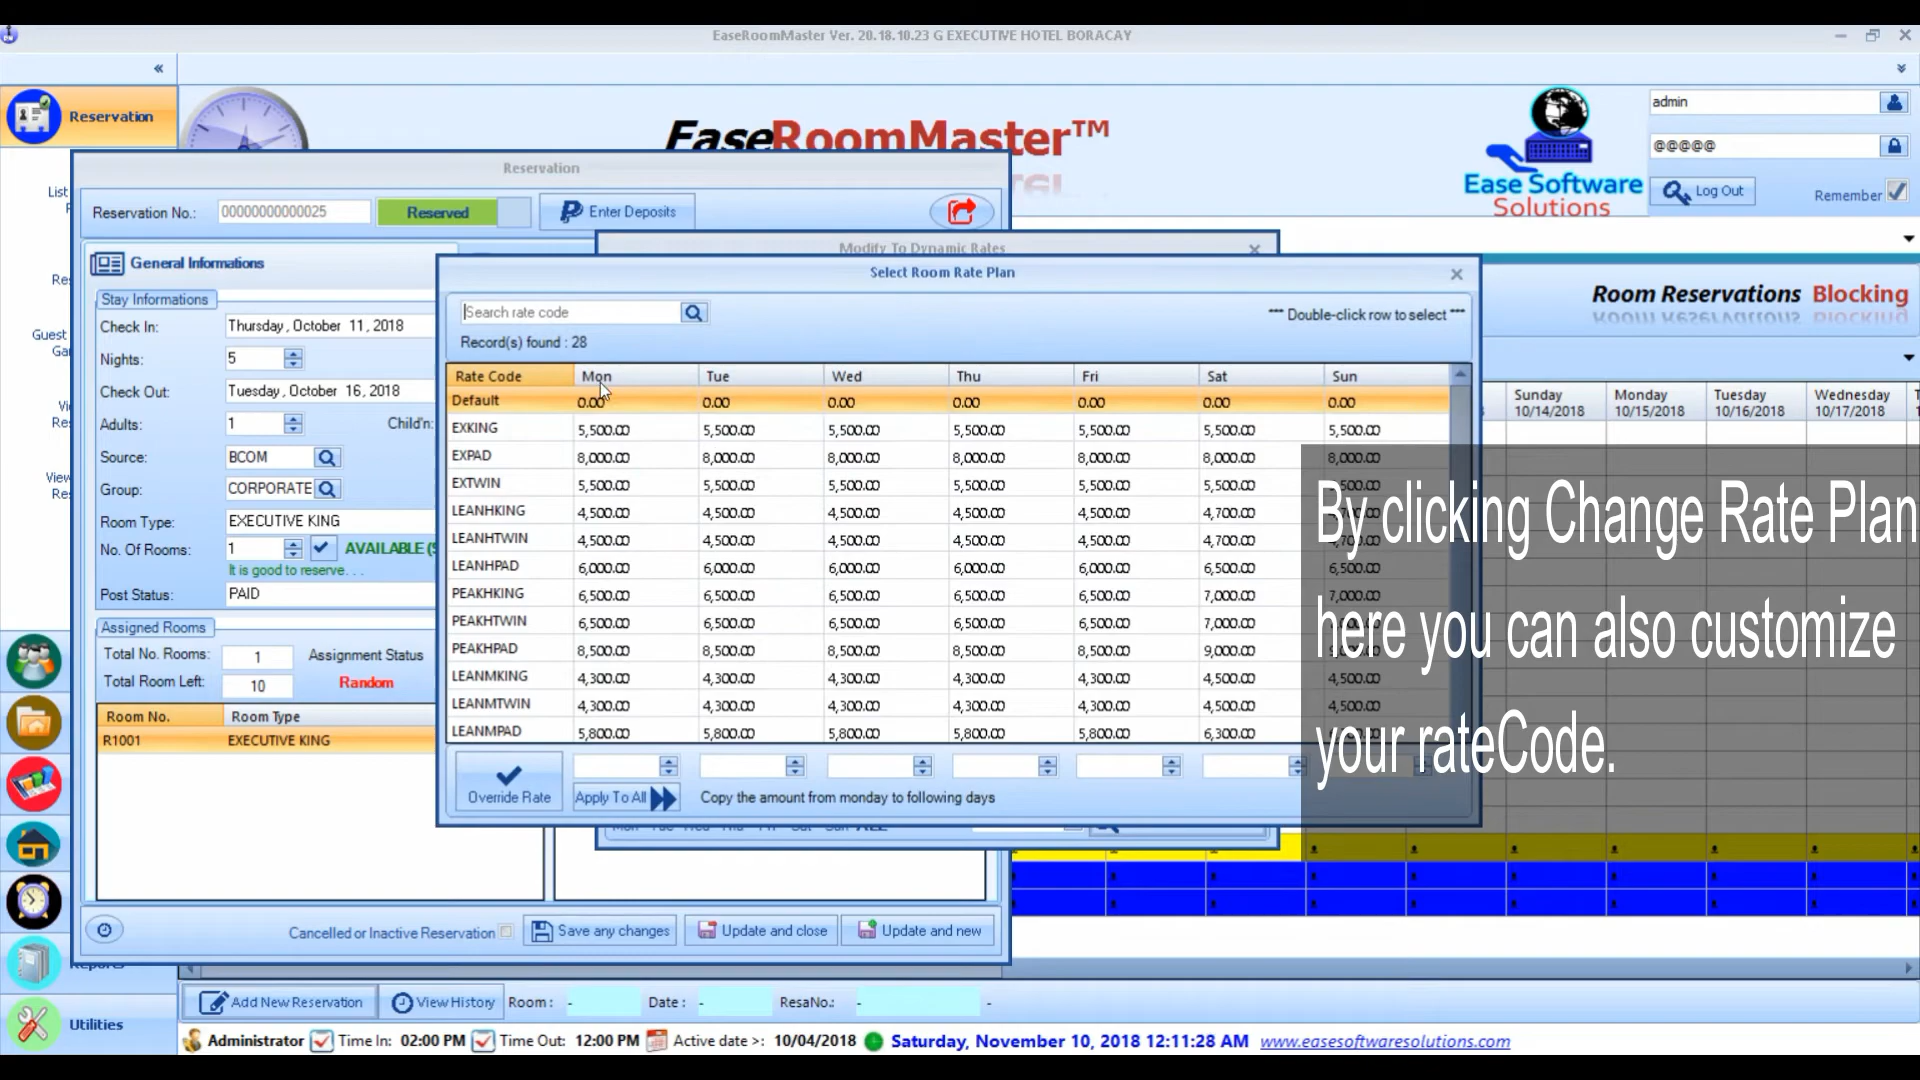 EaseRoomMaster Ver. 20.18.10.23 G EXECUTIVE HOTEL BORACAY
Reservation
EaseRoomMaster™
Ease Software
Solutions
admin
@@@@@
Log Out
Remember
List
Reservation
Reservation No.: 00000000000025 Reserved Enter Deposits
Modify To Dynamic Rates
General Informations
Select Room Rate Plan
Room Reservations Blocking
Stay Informations
Check In: Thursday , October 11, 2018
Nights: 5
Check Out: Tuesday , October 16, 2018
Adults: 1 Child'n:
Source: BCOM
Group: CORPORATE
Room Type: EXECUTIVE KING
No. Of Rooms: 1 AVAILABLE
It is good to reserve. . .
Post Status: PAID
Guest
Assigned Rooms
Total No. Rooms: 1 Assignment Status
Total Room Left: 10 Random
Room No. Room Type
R1001 EXECUTIVE KING
Search rate code
*** Double-click row to select ***
Record(s) found : 28
Rate Code Mon Tue Wed Thu Fri Sat Sun
Default 0.00 0.00 0.00 0.00 0.00 0.00 0.00
EXKING 5,500.00 5,500.00 5,500.00 5,500.00 5,500.00 5,500.00 5,500.00
EXPAD 8,000.00 8,000.00 8,000.00 8,000.00 8,000.00 8,000.00 8,000.00
EXTWIN 5,500.00 5,500.00 5,500.00 5,500.00 5,500.00 5,500.00
LEANHKING 4,500.00 4,500.00 4,500.00 4,500.00 4,500.00 4,700.00
LEANHTWIN 4,500.00 4,500.00 4,500.00 4,500.00 4,500.00 4,700.00
LEANHPAD 6,000.00 6,000.00 6,000.00 6,000.00 6,000.00 6,500.00 6,500.00
PEAKHKING 6,500.00 6,500.00 6,500.00 6,500.00 6,500.00 7,000.00 7,000.00
PEAKHTWIN 6,500.00 6,500.00 6,500.00 6,500.00 6,500.00 7,000.00
PEAKHPAD 8,500.00 8,500.00 8,500.00 8,500.00 8,500.00 9,000.00
LEANMKING 4,300.00 4,300.00 4,300.00 4,300.00 4,300.00 4,500.00 4,500.00
LEANMTWIN 4,300.00 4,300.00 4,300.00 4,300.00 4,300.00 4,500.00 4,500.00
LEANMPAD 5,800.00 5,800.00 5,800.00 5,800.00 5,800.00 6,300.00
Override Rate Apply To All Copy the amount from monday to following days
Sunday Monday Tuesday Wednesday
10/14/2018 10/15/2018 10/16/2018 10/17/2018
By clicking Change Rate Plan
here you can also customize
your rateCode.
Mon Tue Wed Thu Fri Sat Sun ALL
Cancelled or Inactive Reservation Save any changes Update and close Update and new
Reports
Add New Reservation View History Room : - Date : - ResaNo.: - -
Utilities
Administrator Time In: 02:00 PM Time Out: 12:00 PM Active date >: 10/04/2018 Saturday, November 10, 2018 12:11:28 AM www.easesoftwaresolutions.com